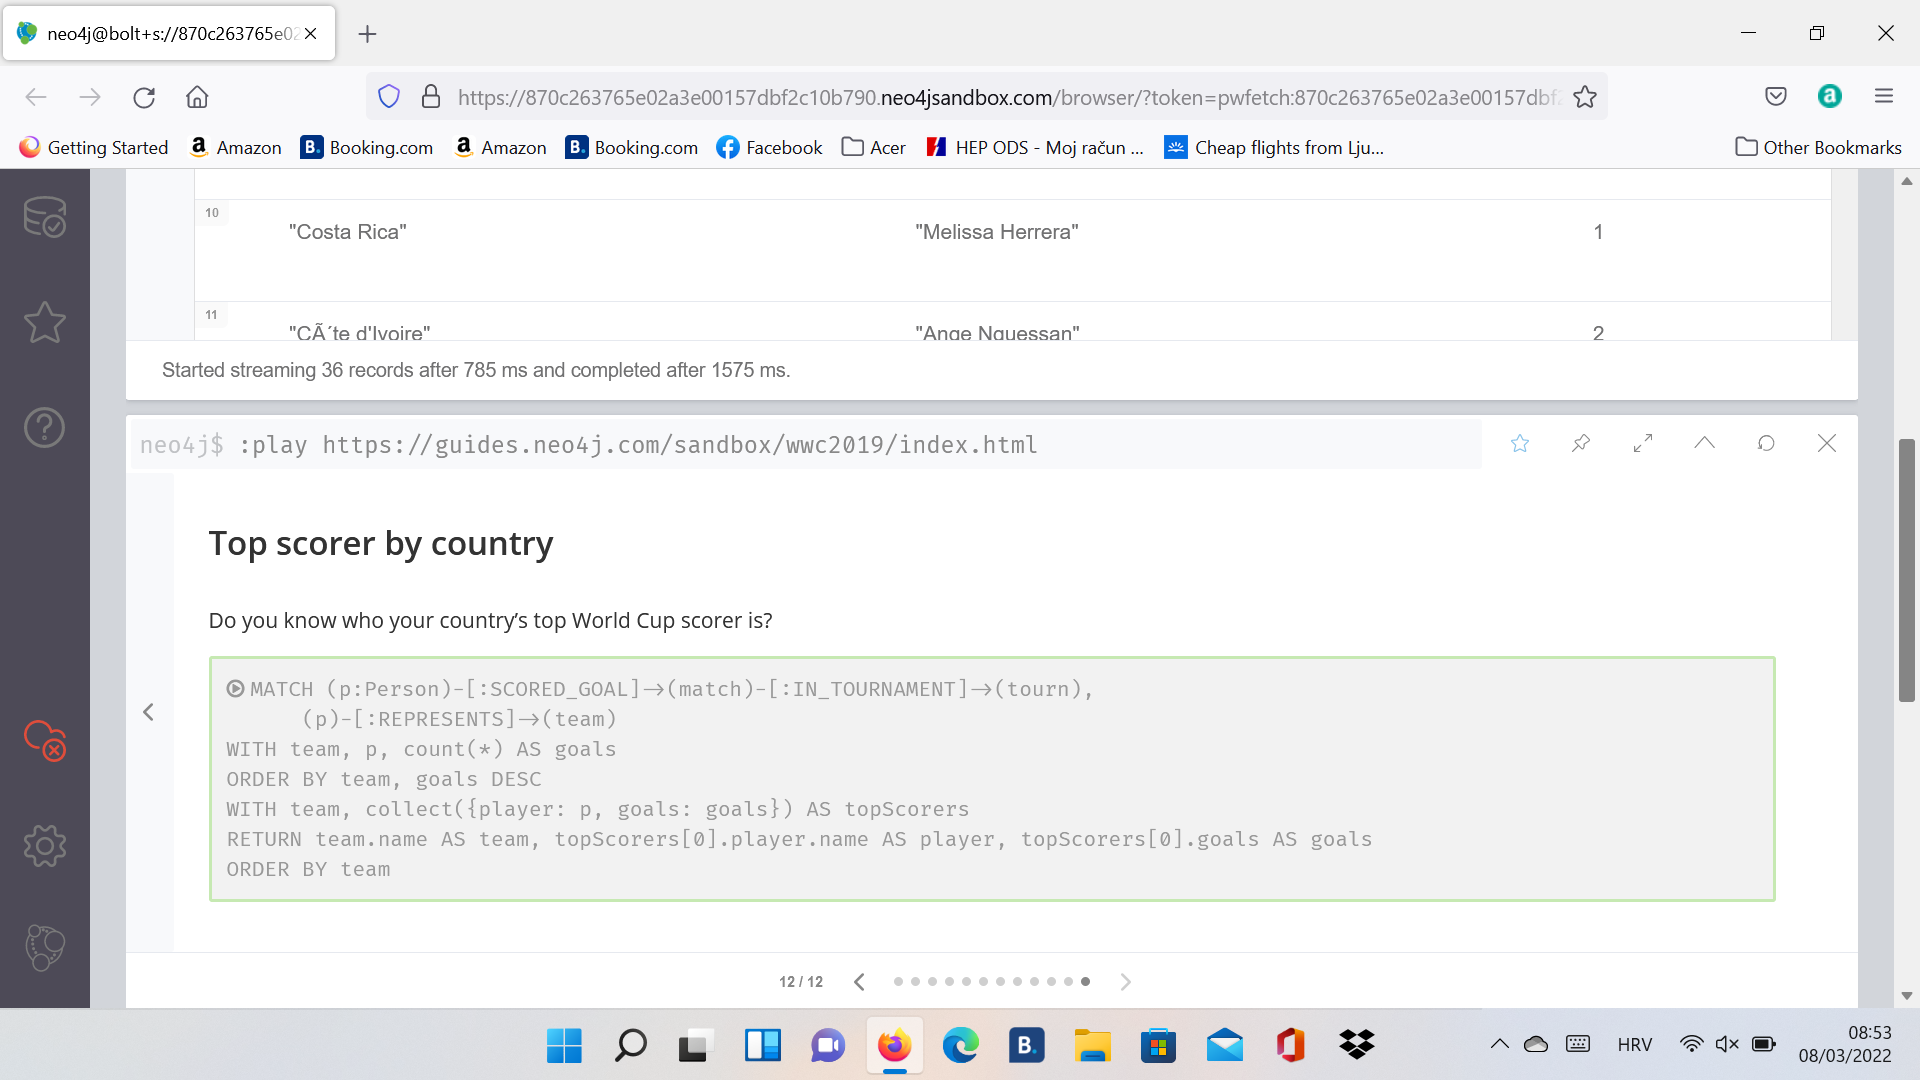 neo4j@bolt+s://870c263765e02
https://870c263765e02a3e00157dbf2c10b790.neo4jsandbox.com/browser/?token=pwfetch:870c263765e02a3e00157dbf2
Getting Started
Amazon
Booking.com
Amazon
Booking.com
Facebook
Acer
HEP ODS - Moj račun ...
Cheap flights from Lju...
Other Bookmarks
10 "Costa Rica" "Melissa Herrera" 1
11 "CÃ´te d'Ivoire" "Ange Nguessan" 2
Started streaming 36 records after 785 ms and completed after 1575 ms.
neo4j$ :play https://guides.neo4j.com/sandbox/wwc2019/index.html
Top scorer by country
Do you know who your country's top World Cup scorer is?
MATCH (p:Person)-[:SCORED_GOAL]->(match)-[:IN_TOURNAMENT]->(tourn),
(p)-[:REPRESENTS]->(team)
WITH team, p, count(*) AS goals
ORDER BY team, goals DESC
WITH team, collect({player: p, goals: goals}) AS topScorers
RETURN team.name AS team, topScorers[0].player.name AS player, topScorers[0].goals AS goals
ORDER BY team
12 / 12
HRV
08:53
08/03/2022